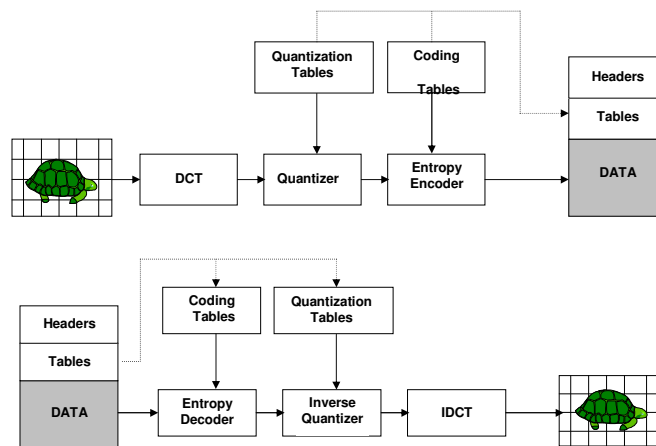 Quantization
Tables
Coding
Tables
Headers
Tables
DATA
DCT
Quantizer
Entropy
Encoder
Headers
Tables
DATA
Coding
Tables
Quantization
Tables
Entropy
Decoder
Inverse
Quantizer
IDCT